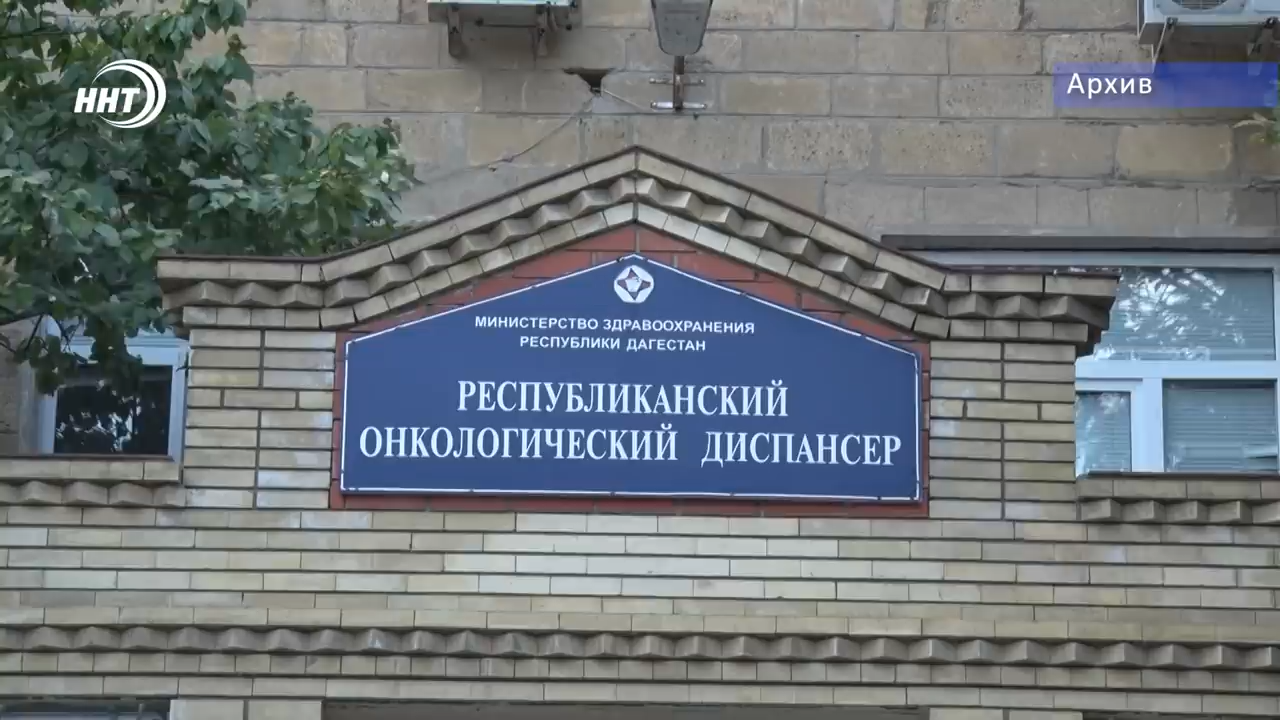 ННТ
Архив
МИНИСТЕРСТВО ЗДРАВООХРАНЕНИЯ
РЕСПУБЛИКИ ДАГЕСТАН
РЕСПУБЛИКАНСКИЙ
ОНКОЛОГИЧЕСКИЙ ДИСПАНСЕР